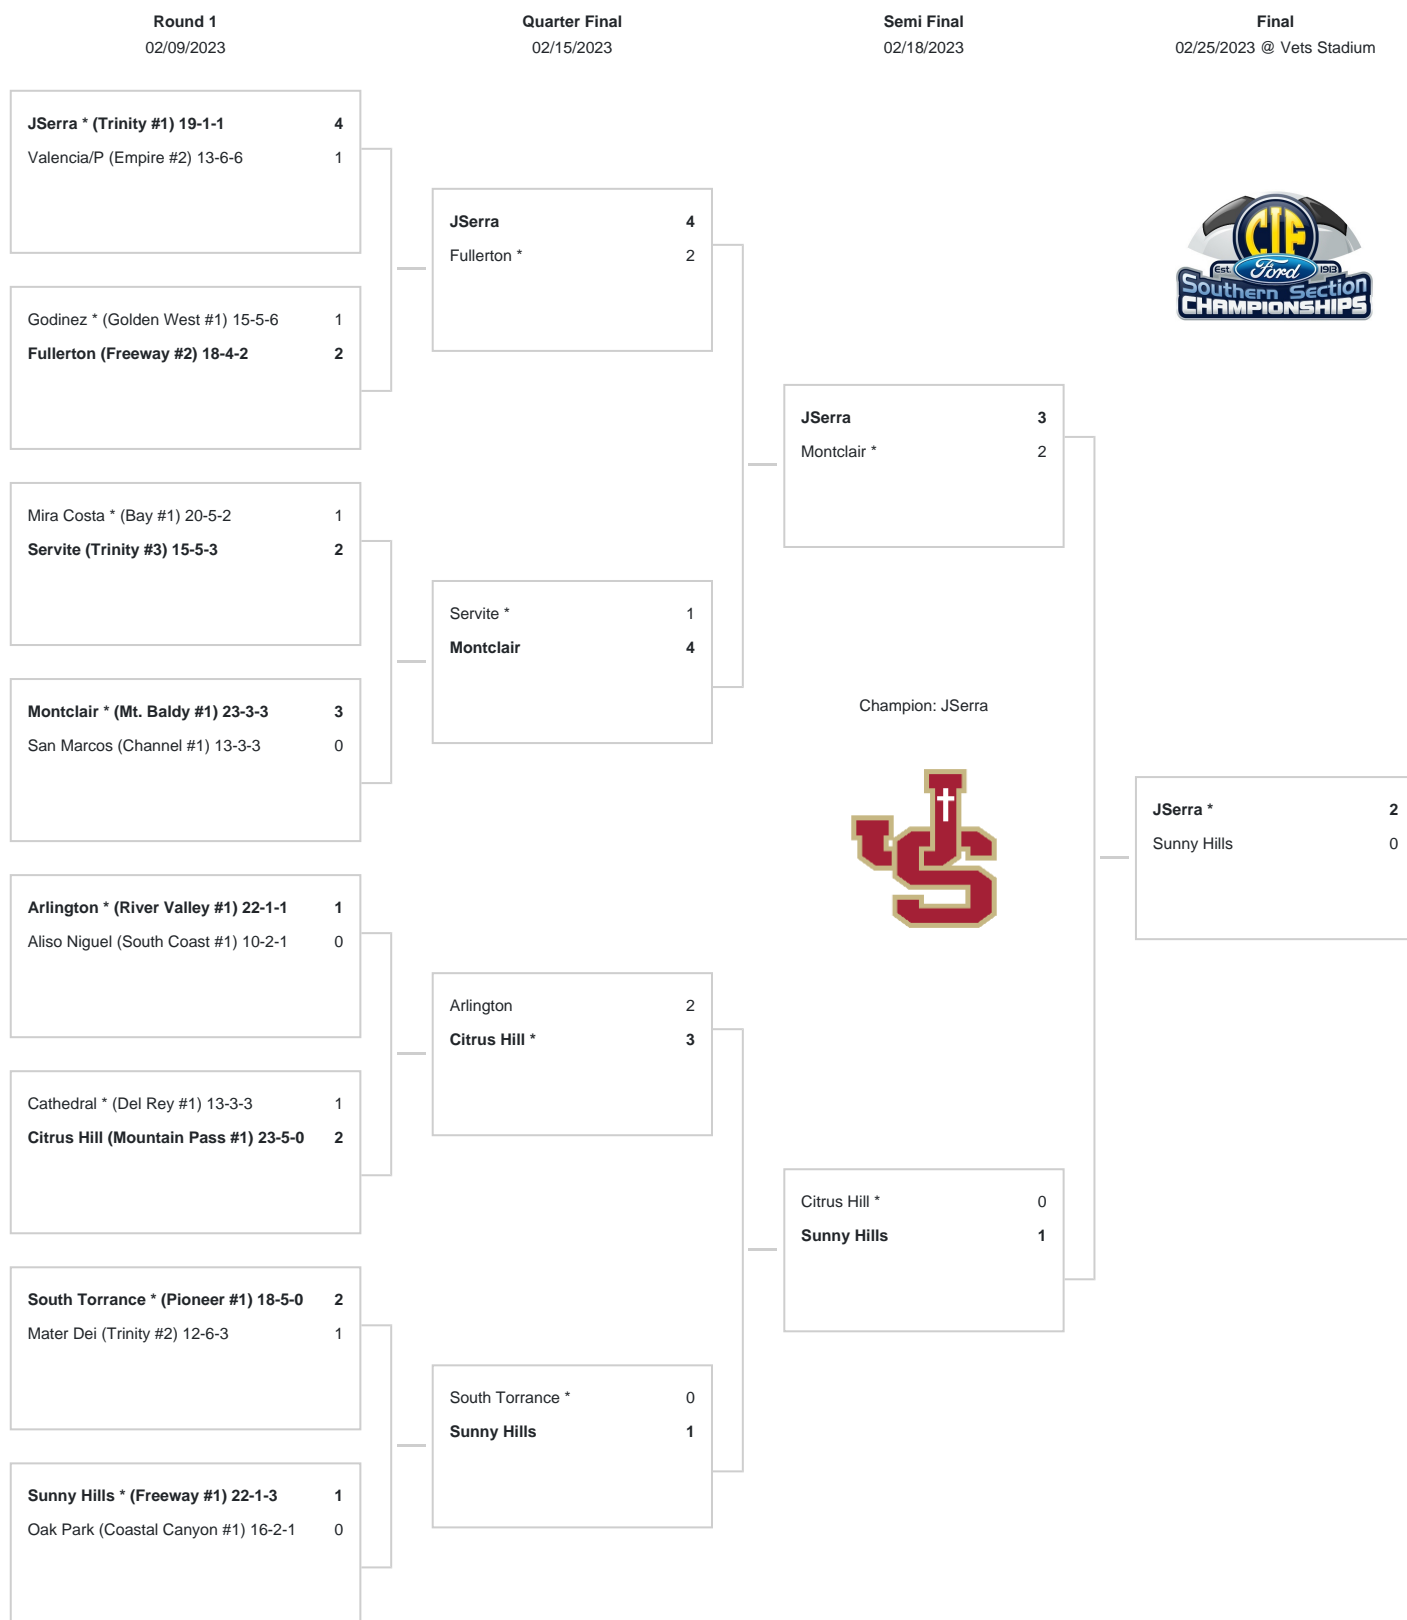 Round 1
02/09/2023
Quarter Final
02/15/2023
Semi Final
02/18/2023
Final
02/25/2023 @ Vets Stadium
JSerra * (Trinity #1) 19-1-1 4
Valencia/P (Empire #2) 13-6-6 1
Godinez * (Golden West #1) 15-5-6 1
Fullerton (Freeway #2) 18-4-2 2
Mira Costa * (Bay #1) 20-5-2 1
Servite (Trinity #3) 15-5-3 2
Montclair * (Mt. Baldy #1) 23-3-3 3
San Marcos (Channel #1) 13-3-3 0
Arlington * (River Valley #1) 22-1-1 1
Aliso Niguel (South Coast #1) 10-2-1 0
Cathedral * (Del Rey #1) 13-3-3 1
Citrus Hill (Mountain Pass #1) 23-5-0 2
South Torrance * (Pioneer #1) 18-5-0 2
Mater Dei (Trinity #2) 12-6-3 1
Sunny Hills * (Freeway #1) 22-1-3 1
Oak Park (Coastal Canyon #1) 16-2-1 0
JSerra 4
Fullerton * 2
Servite * 1
Montclair 4
Arlington 2
Citrus Hill * 3
South Torrance * 0
Sunny Hills 1
JSerra 3
Montclair * 2
Champion: JSerra
JS
Citrus Hill * 0
Sunny Hills 1
CIF
Est. Ford 1913
Southern Section
CHAMPIONSHIPS
JSerra * 2
Sunny Hills 0